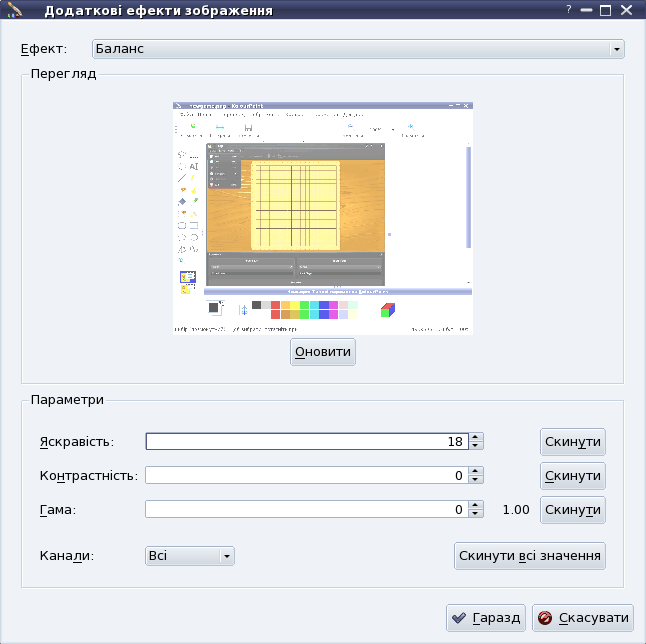 Додаткові ефекти зображення
Ефект: Баланс
Перегляд
Оновити
Параметри
Яскравість: 18 Скинути
Контрастність: 0 Скинути
Гама: 0 1.00 Скинути
Канали: Всі Скинути всі значення
Гаразд Скасувати